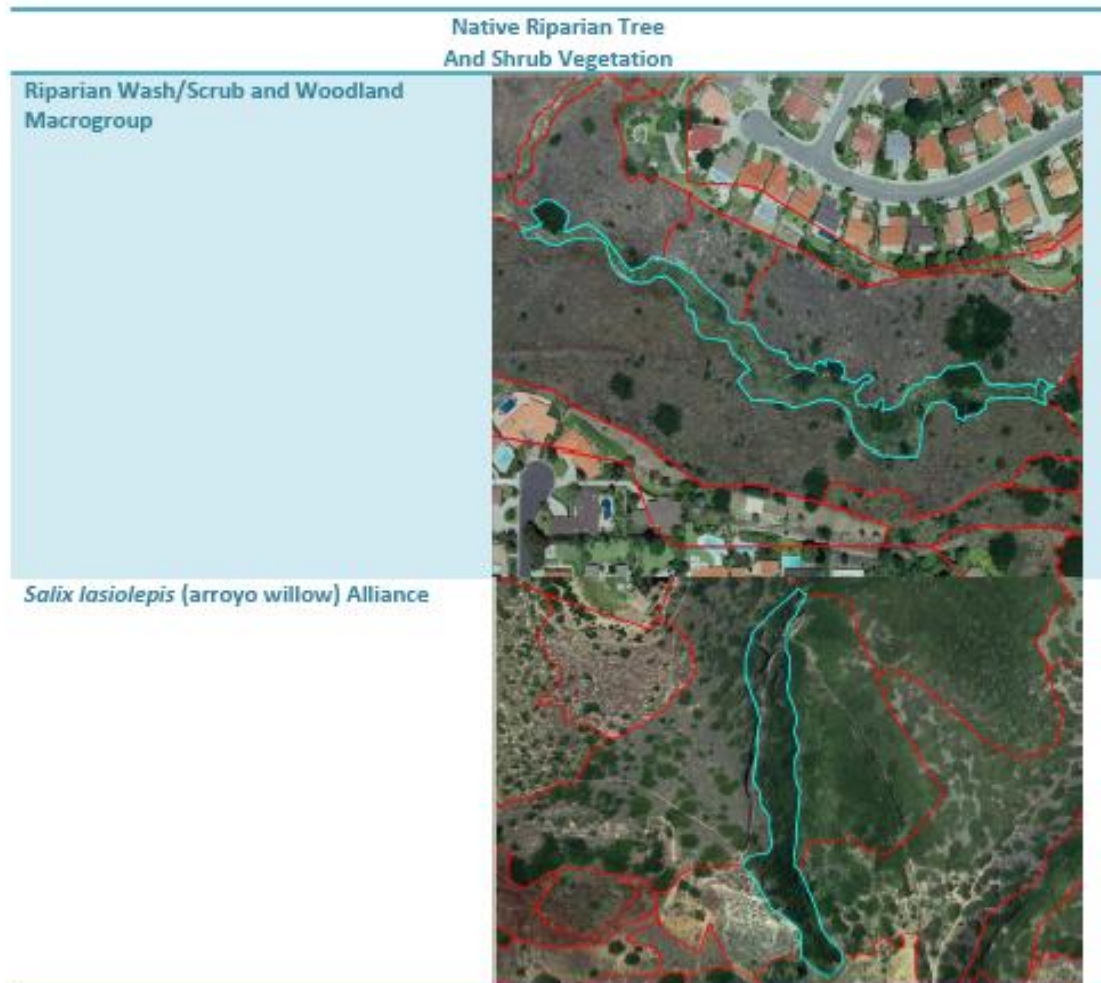 Native Riparian Tree
And Shrub Vegetation
Riparian Wash/Scrub and Woodland
Macrogroup
Salix lasiolepis (arroyo willow) Alliance